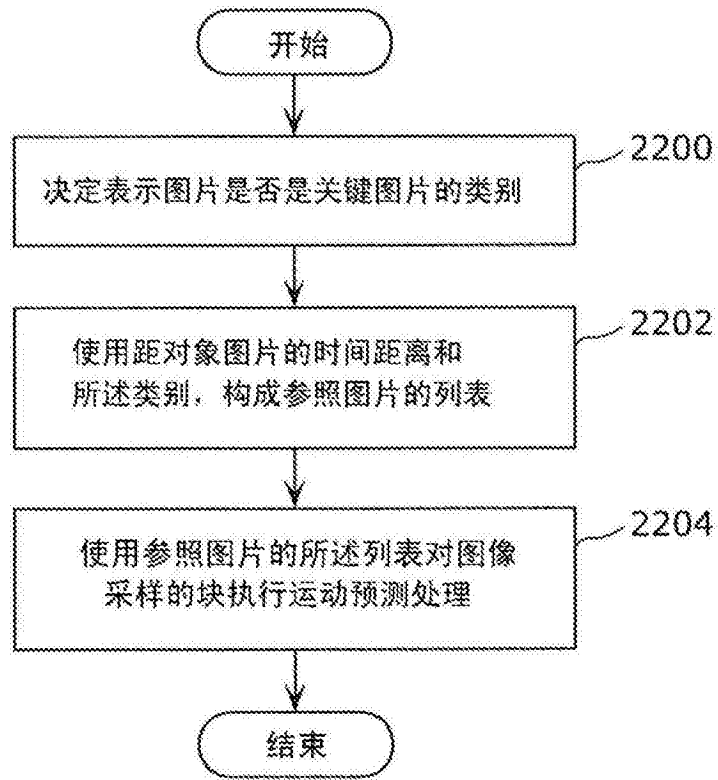 开始
2200
决定表示图片是否是关键图片的类别
2202
使用距对象图片的时间距离和
所述类别，构成参照图片的列表
2204
使用参照图片的所述列表对图像
采样的块执行运动预测处理
结束